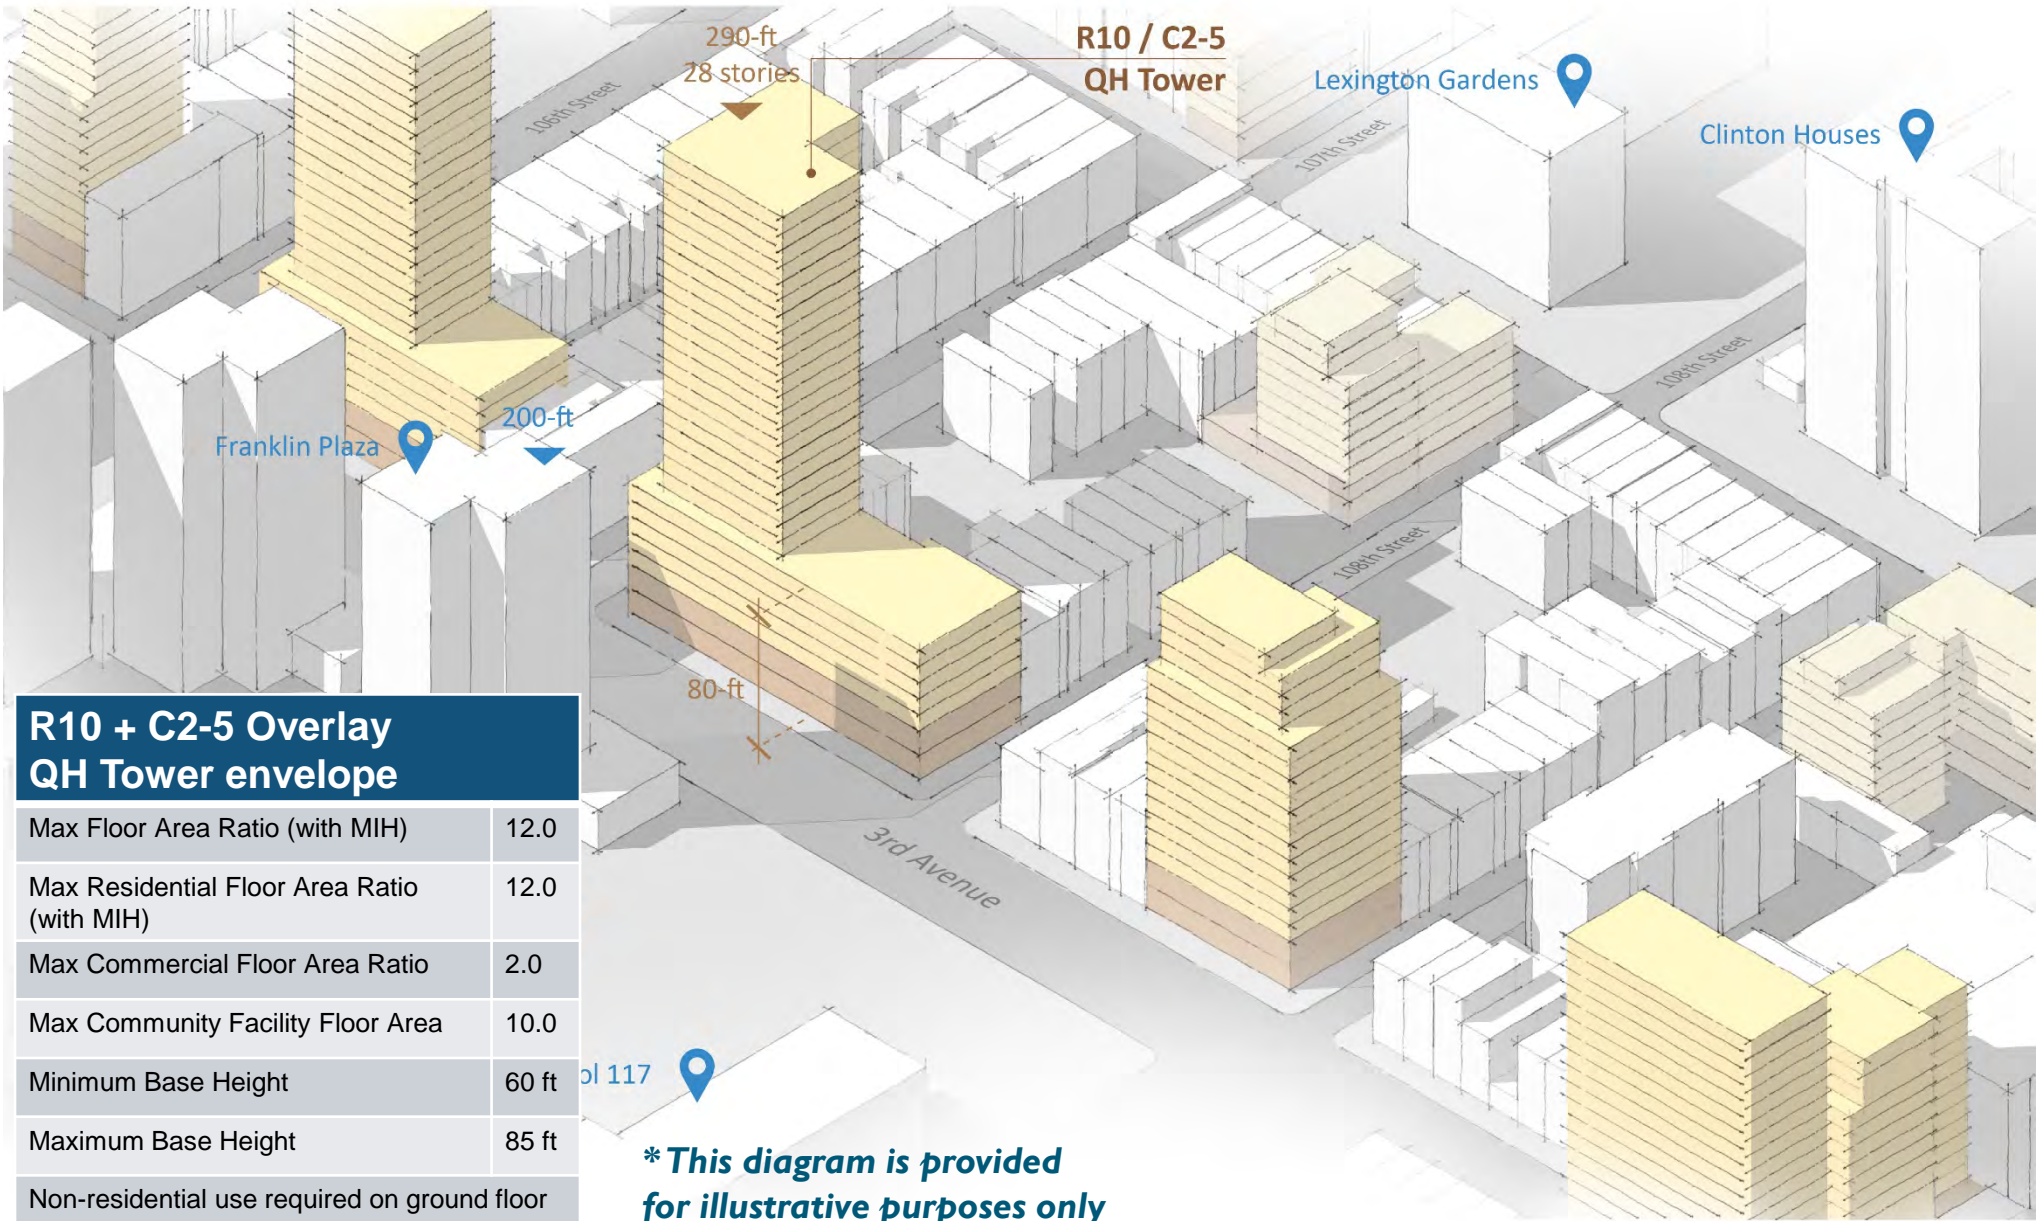 290-ft
28 stories
R10 / C2-5
QH Tower
Lexington Gardens
Clinton Houses
106th Street
107th Street
108th Street
Franklin Plaza
200-ft
108th Street
80-ft
3rd Avenue
R10 + C2-5 Overlay
QH Tower envelope
Max Floor Area Ratio (with MIH) 12.0
Max Residential Floor Area Ratio
(with MIH) 12.0
Max Commercial Floor Area Ratio 2.0
Max Community Facility Floor Area 10.0
Minimum Base Height 60 ft
Maximum Base Height 85 ft
Non-residential use required on ground floor
117
* This diagram is provided
for illustrative purposes only